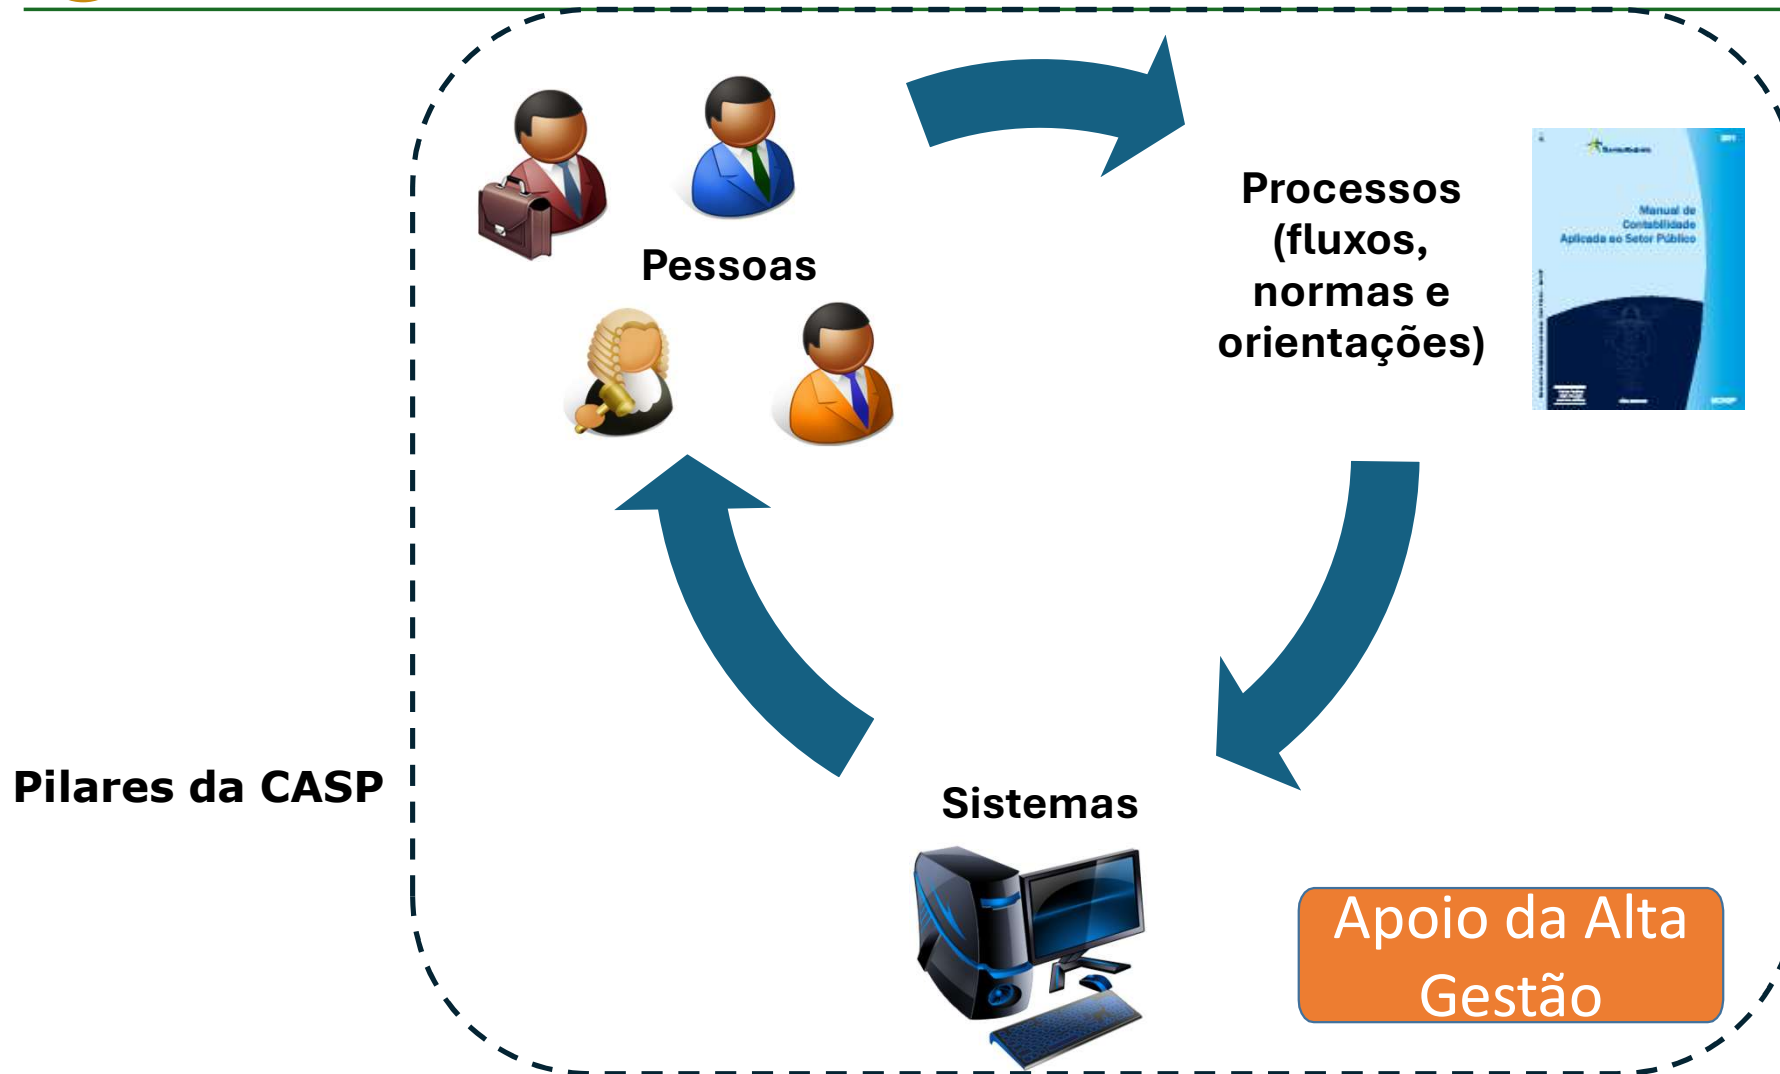 Pessoas
Processos
(fluxos,
normas e
orientações)
Manual de
Contabilidade
Aplicada ao Setor Público
Pilares da CASP
Sistemas
Apoio da Alta
Gestão